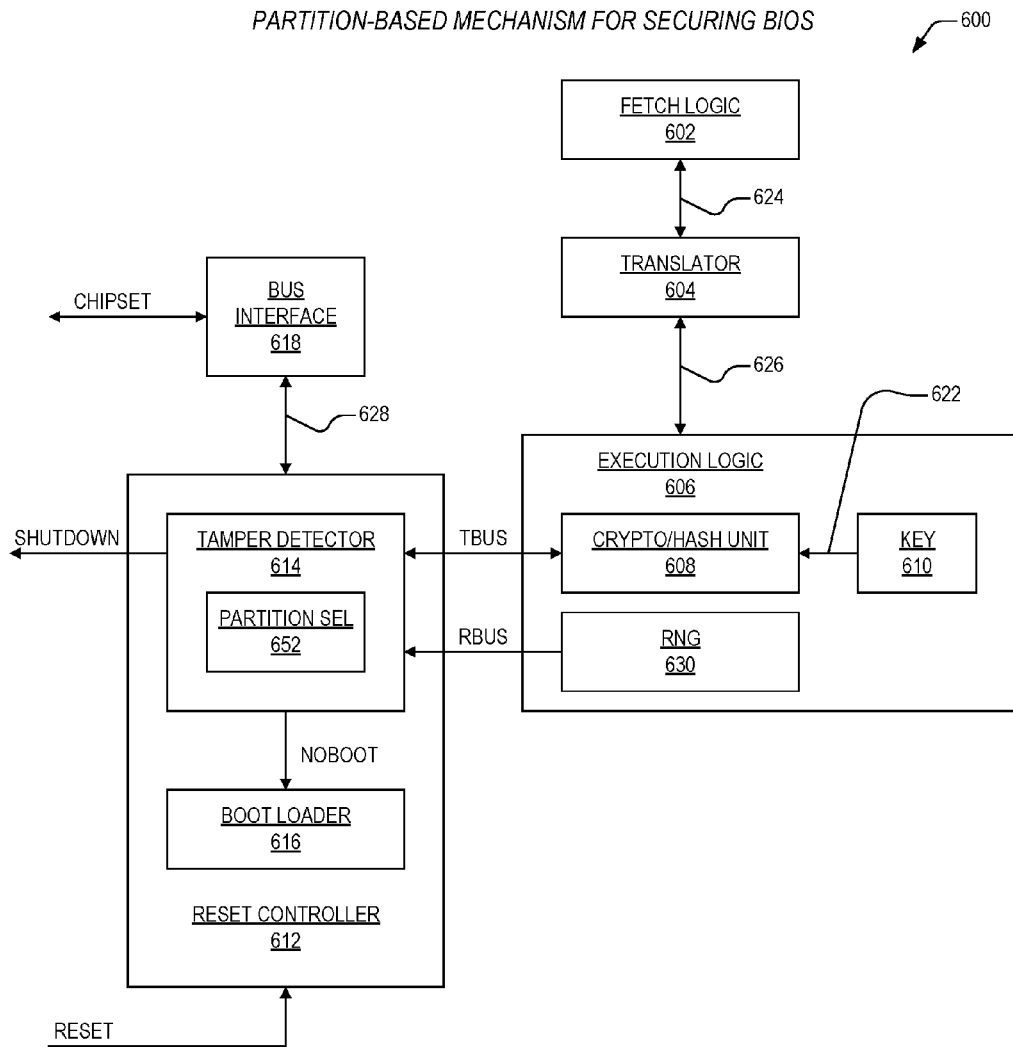 PARTITION-BASED MECHANISM FOR SECURING BIOS
600
FETCH LOGIC
602
624
TRANSLATOR
604
CHIPSET
BUS
INTERFACE
618
626
628
622
EXECUTION LOGIC
606
SHUTDOWN
TAMPER DETECTOR
614
TBUS
CRYPTO/HASH UNIT
608
KEY
610
PARTITION SEL
652
RBUS
RNG
630
NOBOOT
BOOT LOADER
616
RESET CONTROLLER
612
RESET